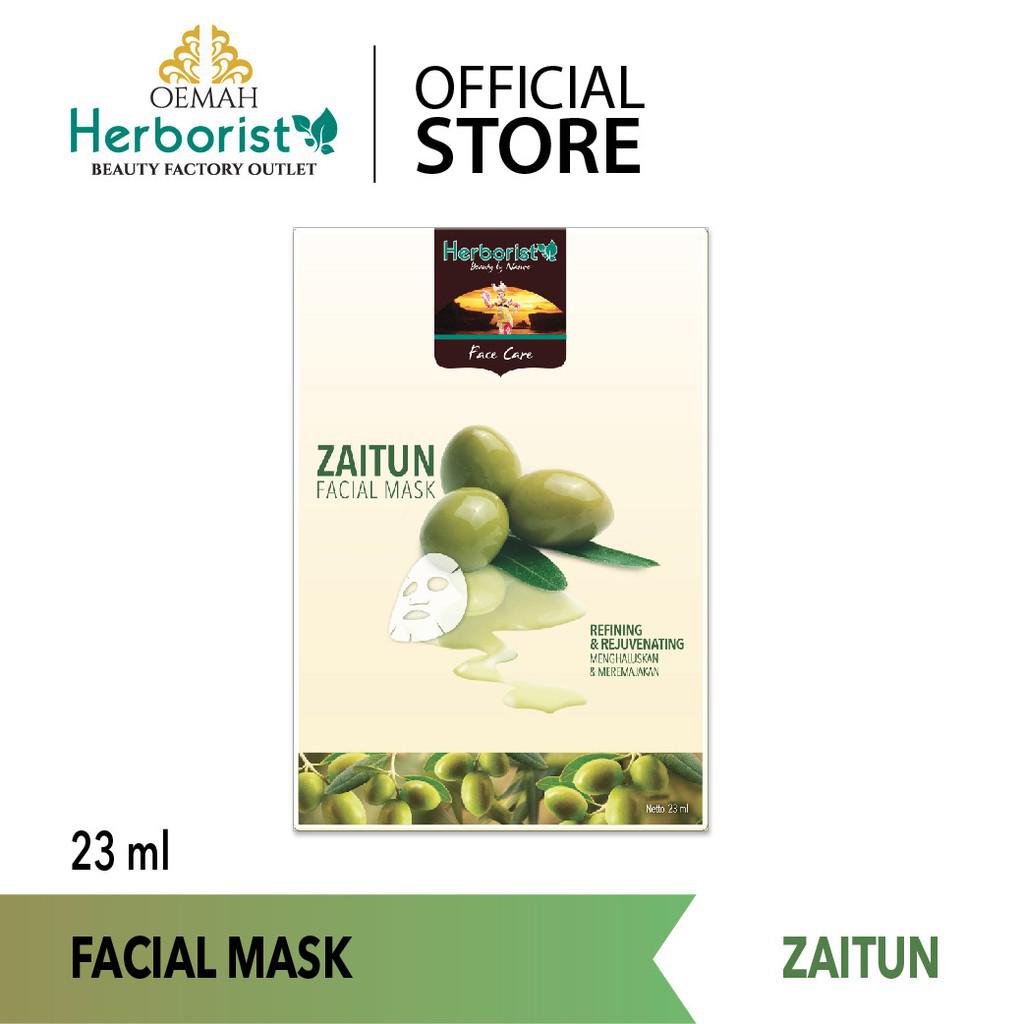 OEMAH
Herborist
BEAUTY FACTORY OUTLET
OFFICIAL
STORE
Herborist
Beauty by Nature
Face Care
ZAITUN
FACIAL MASK
REFINING
& REJUVENATING
MENGHALUSKAN
& MEREMAJAKAN
Netto 23 ml
23 ml
FACIAL MASK
ZAITUN